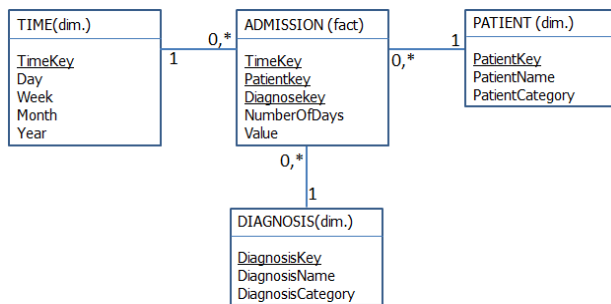 TIME(dim.)
TimeKey
Day
Week
Month
Year
1
0,*
ADMISSION (fact)
TimeKey
Patientkey
Diagnosekey
NumberOfDays
Value
0,*
1
PATIENT (dim.)
PatientKey
PatientName
PatientCategory
0,*
1
DIAGNOSIS(dim.)
DiagnosisKey
DiagnosisName
DiagnosisCategory